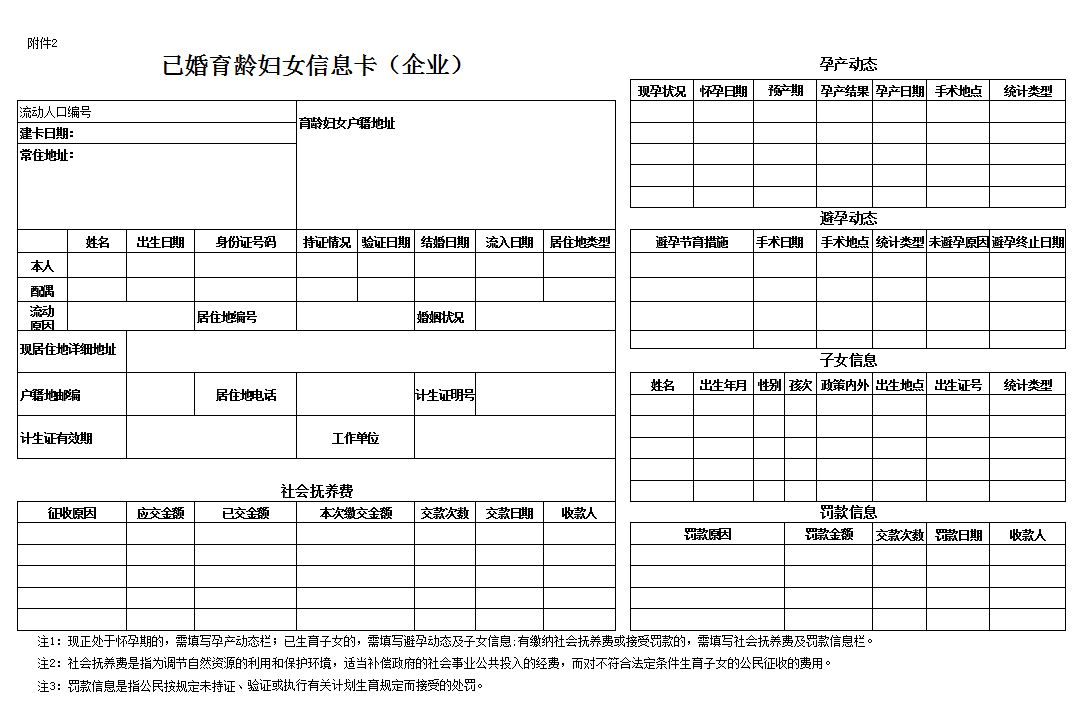 附件2
已婚育龄妇女信息卡（企业）
流动人口编号
育龄妇女户籍地址
建卡日期：
常住地址：
姓名 出生日期 身份证号码 持证情况 验证日期 结婚日期 流入日期 居住地类型
本人
配偶
流动
原因
居住地编号 婚姻状况
现居住地详细地址
户籍地邮编 居住地电话 计生证明号
计生证有效期 工作单位
社会抚养费
征收原因 应交金额 已交金额 本次缴交金额 交款次数 交款日期 收款人
孕产动态
现孕状况 怀孕日期 预产期 孕产结果 孕产日期 手术地点 统计类型
避孕动态
避孕节育措施 手术日期 手术地点 统计类型 未避孕原因 避孕终止日期
子女信息
姓名 出生年月 性别 孩次 政策内外 出生地点 出生证号 统计类型
罚款信息
罚款原因 罚款金额 交款次数 罚款日期 收款人
注1：现正处于怀孕期的，需填写孕产动态栏；已生育子女的，需填写避孕动态及子女信息;有缴纳社会抚养费或接受罚款的，需填写社会抚养费及罚款信息栏。
注2：社会抚养费是指为调节自然资源的利用和保护环境，适当补偿政府的社会事业公共投入的经费，而对不符合法定条件生育子女的公民征收的费用。
注3：罚款信息是指公民按规定未持证、验证或执行有关计划生育规定而接受的处罚。